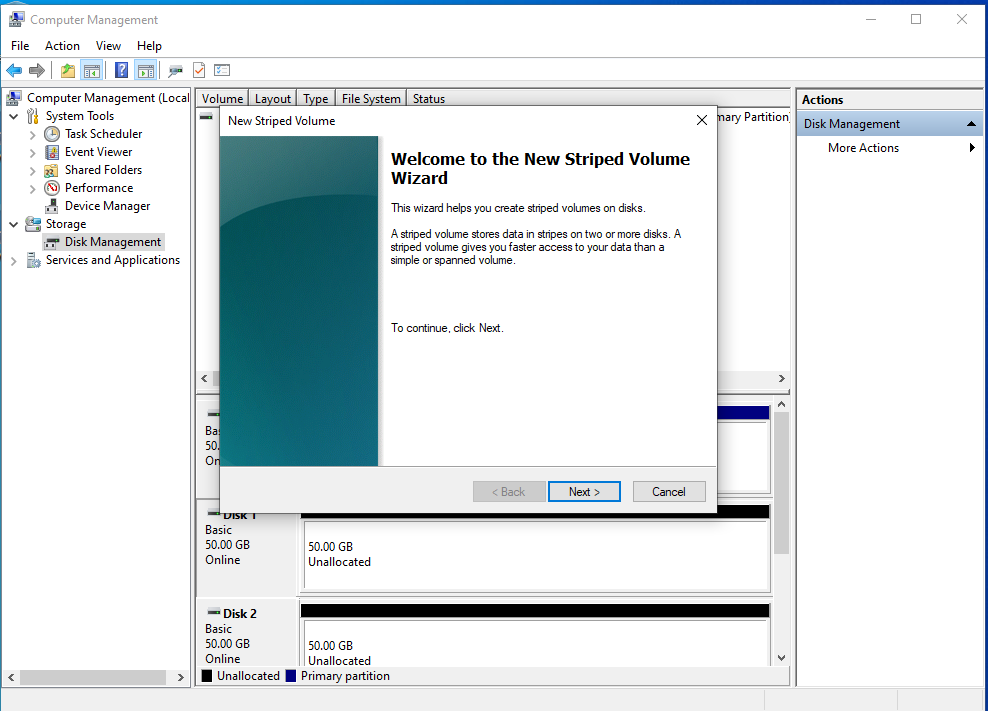 Computer Management
File Action View Help
Computer Management (Local
System Tools
Task Scheduler
Event Viewer
Shared Folders
Performance
Device Manager
Storage
Disk Management
Services and Applications
Volume Layout Type File System Status
mary Partition)
New Striped Volume
Welcome to the New Striped Volume
Wizard
This wizard helps you create striped volumes on disks.
A striped volume stores data in stripes on two or more disks. A
striped volume gives you faster access to your data than a
simple or spanned volume.
To continue, click Next.
< Back Next > Cancel
Bas
50.
On
Disk 1
Basic
50.00 GB
Online
50.00 GB
Unallocated
Disk 2
Basic
50.00 GB
Online
50.00 GB
Unallocated
Unallocated Primary partition
Actions
Disk Management
More Actions